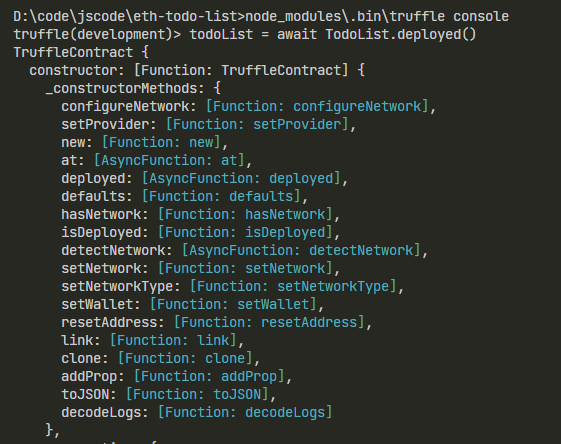 D:\code\jscode\eth-todo-list>node_modules\.bin\truffle console
truffle(development)> todoList = await TodoList.deployed()
TruffleContract {
  constructor: [Function: TruffleContract] {
    _constructorMethods: {
      configureNetwork: [Function: configureNetwork],
      setProvider: [Function: setProvider],
      new: [Function: new],
      at: [AsyncFunction: at],
      deployed: [AsyncFunction: deployed],
      defaults: [Function: defaults],
      hasNetwork: [Function: hasNetwork],
      isDeployed: [Function: isDeployed],
      detectNetwork: [AsyncFunction: detectNetwork],
      setNetwork: [Function: setNetwork],
      setNetworkType: [Function: setNetworkType],
      setWallet: [Function: setWallet],
      resetAddress: [Function: resetAddress],
      link: [Function: link],
      clone: [Function: clone],
      addProp: [Function: addProp],
      toJSON: [Function: toJSON],
      decodeLogs: [Function: decodeLogs]
    },